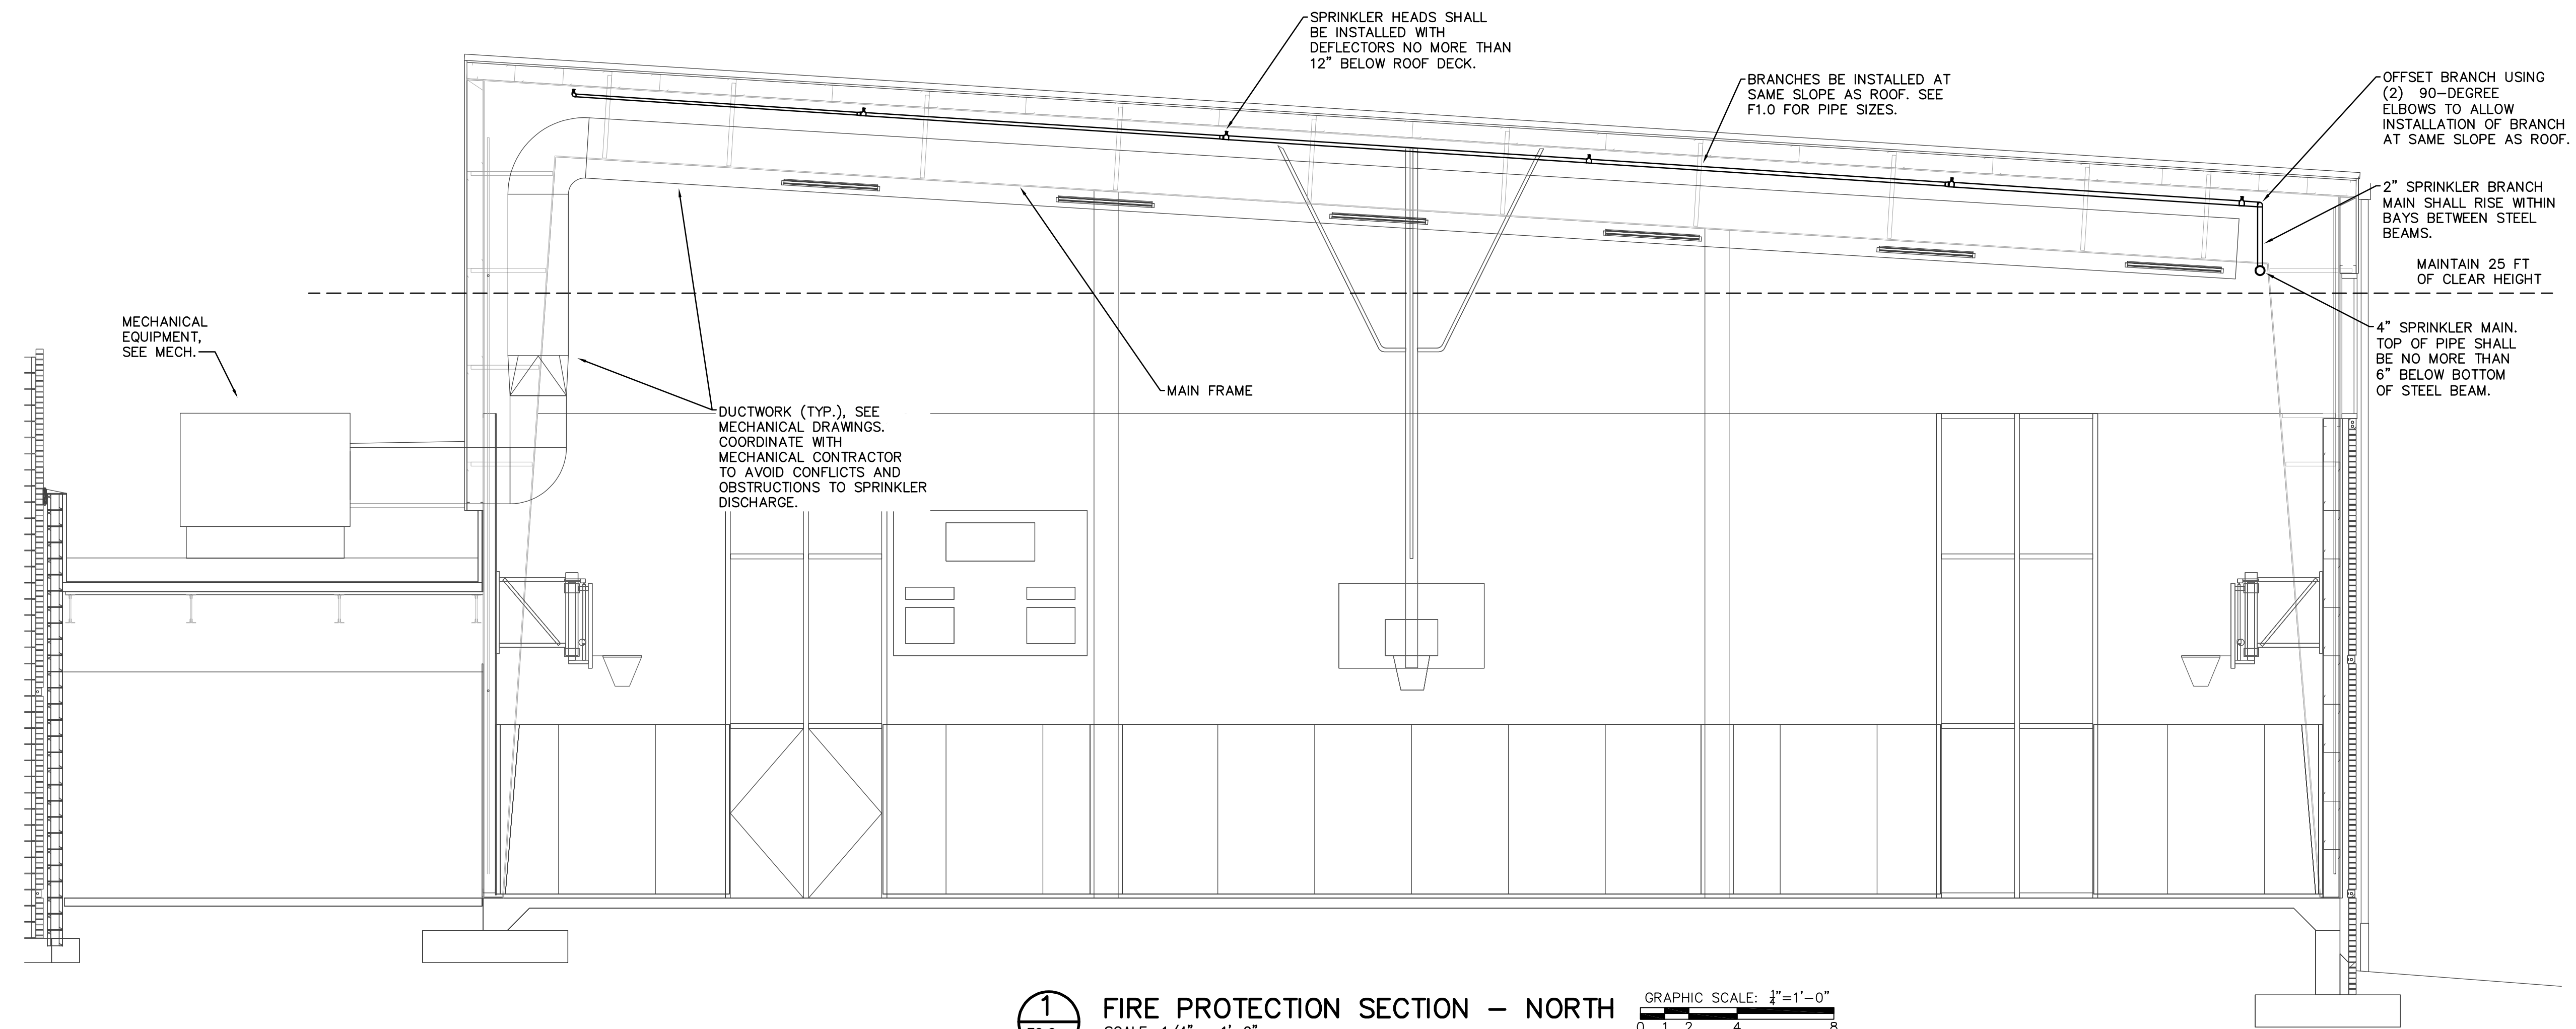 SPRINKLER HEADS SHALL
BE INSTALLED WITH
DEFLECTORS NO MORE THAN
12" BELOW ROOF DECK.
BRANCHES BE INSTALLED AT
SAME SLOPE AS ROOF. SEE
F1.0 FOR PIPE SIZES.
OFFSET BRANCH USING
(2) 90-DEGREE
ELBOWS TO ALLOW
INSTALLATION OF BRANCH
AT SAME SLOPE AS ROOF.
2" SPRINKLER BRANCH
MAIN SHALL RISE WITHIN
BAYS BETWEEN STEEL
BEAMS.
MAINTAIN 25 FT
OF CLEAR HEIGHT
4" SPRINKLER MAIN.
TOP OF PIPE SHALL
BE NO MORE THAN
6" BELOW BOTTOM
OF STEEL BEAM.
MECHANICAL
EQUIPMENT,
SEE MECH.
MAIN FRAME
DUCTWORK (TYP.), SEE
MECHANICAL DRAWINGS.
COORDINATE WITH
MECHANICAL CONTRACTOR
TO AVOID CONFLICTS AND
OBSTRUCTIONS TO SPRINKLER
DISCHARGE.
1
FIRE PROTECTION SECTION - NORTH
GRAPHIC SCALE: 1/4"=1'-0"
0 1 2 4 8
SCALE: 1/4" = 1'-0"